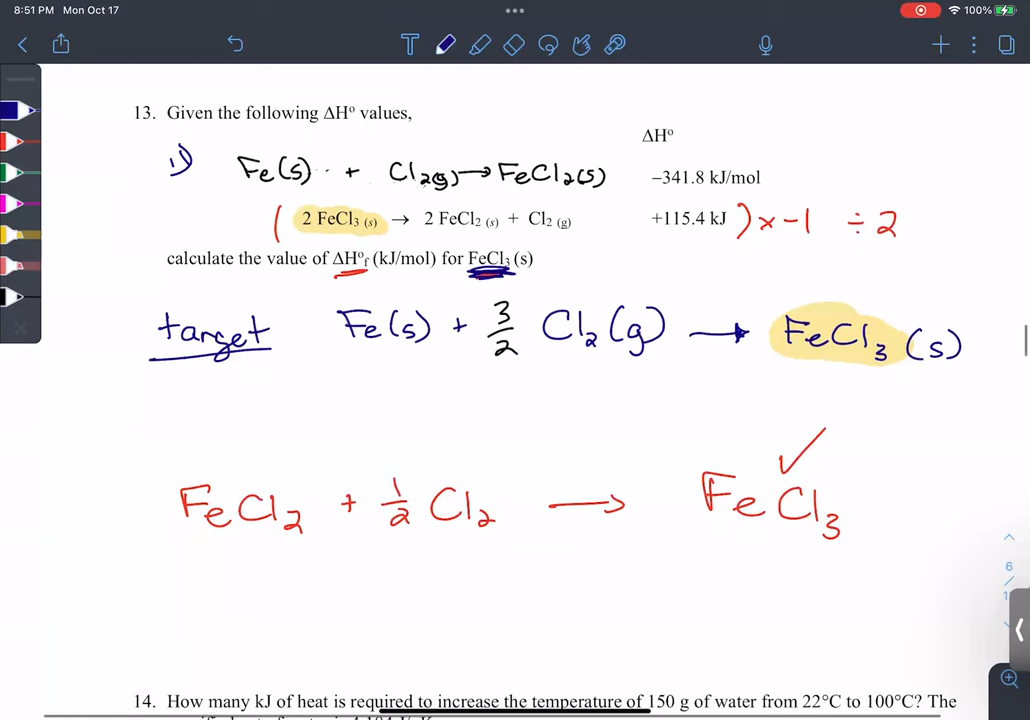 8:51 PM Mon Oct 17
100%
T
13. Given the following ΔH° values,
ΔH°
1) Fe(s) + Cl₂(g) → FeCl₂(s) −341.8 kJ/mol
( 2 FeCl₃ (s) → 2 FeCl₂ (s) + Cl₂ (g) +115.4 kJ ) x −1 ÷ 2
calculate the value of ΔH°f (kJ/mol) for FeCl₃ (s)
target Fe(s) + 3/2 Cl₂(g) → FeCl₃ (s)
FeCl₂ + 1/2 Cl₂ → FeCl₃
6
/
14. How many kJ of heat is required to increase the temperature of 150 g of water from 22°C to 100°C? The